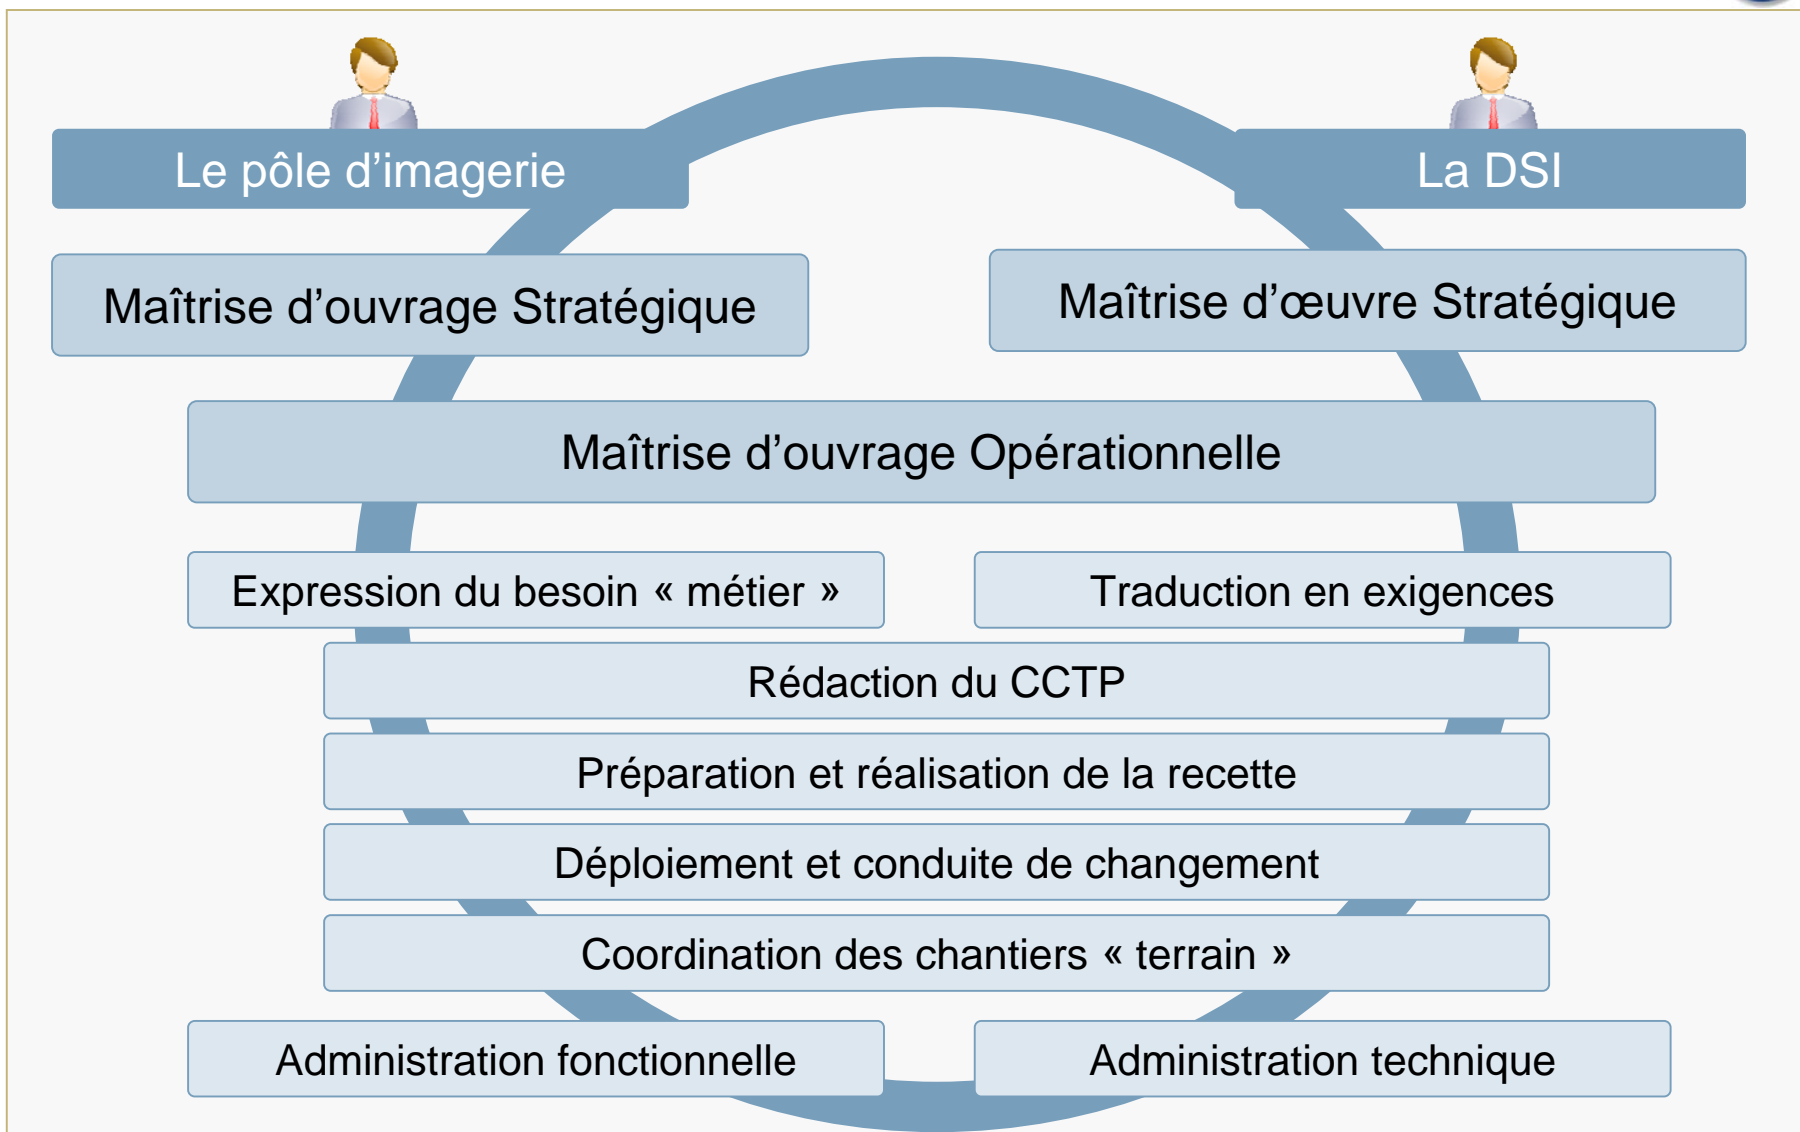 Le pôle d’imagerie
La DSI
Maîtrise d’ouvrage Stratégique
Maîtrise d’œuvre Stratégique
Maîtrise d’ouvrage Opérationnelle
Expression du besoin « métier »
Traduction en exigences
Rédaction du CCTP
Préparation et réalisation de la recette
Déploiement et conduite de changement
Coordination des chantiers « terrain »
Administration fonctionnelle
Administration technique